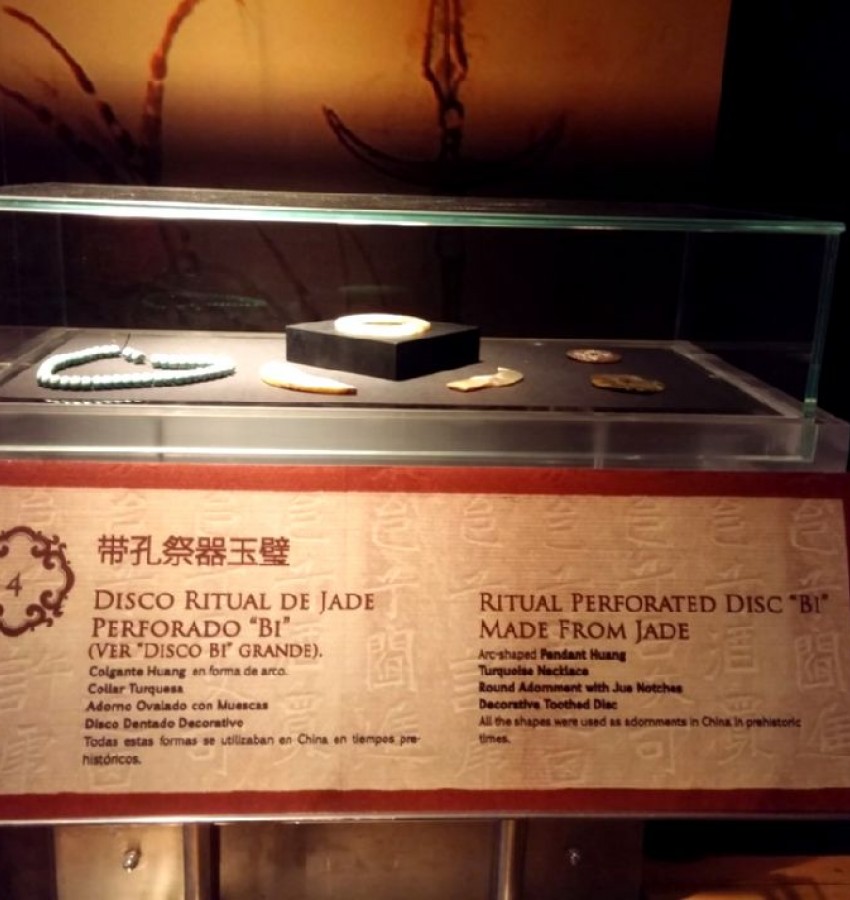 4
带孔祭器玉璧
DISCO RITUAL DE JADE
PERFORADO "BI"
(VER "DISCO BI" GRANDE).
Colgante Huang en forma de arco.
Collar Turquesa
Adorno Ovalado con Muescas
Disco Dentado Decorativo
Todas estas formas se utilizaban en China en tiempos pre-
históricos.
RITUAL PERFORATED DISC "BI"
MADE FROM JADE
Arc-shaped Pendant Huang
Turquoise Necklace
Round Adornment with Jue Notches
Decorative Toothed Disc
All the shapes were used as adornments in China in prehistoric
times.